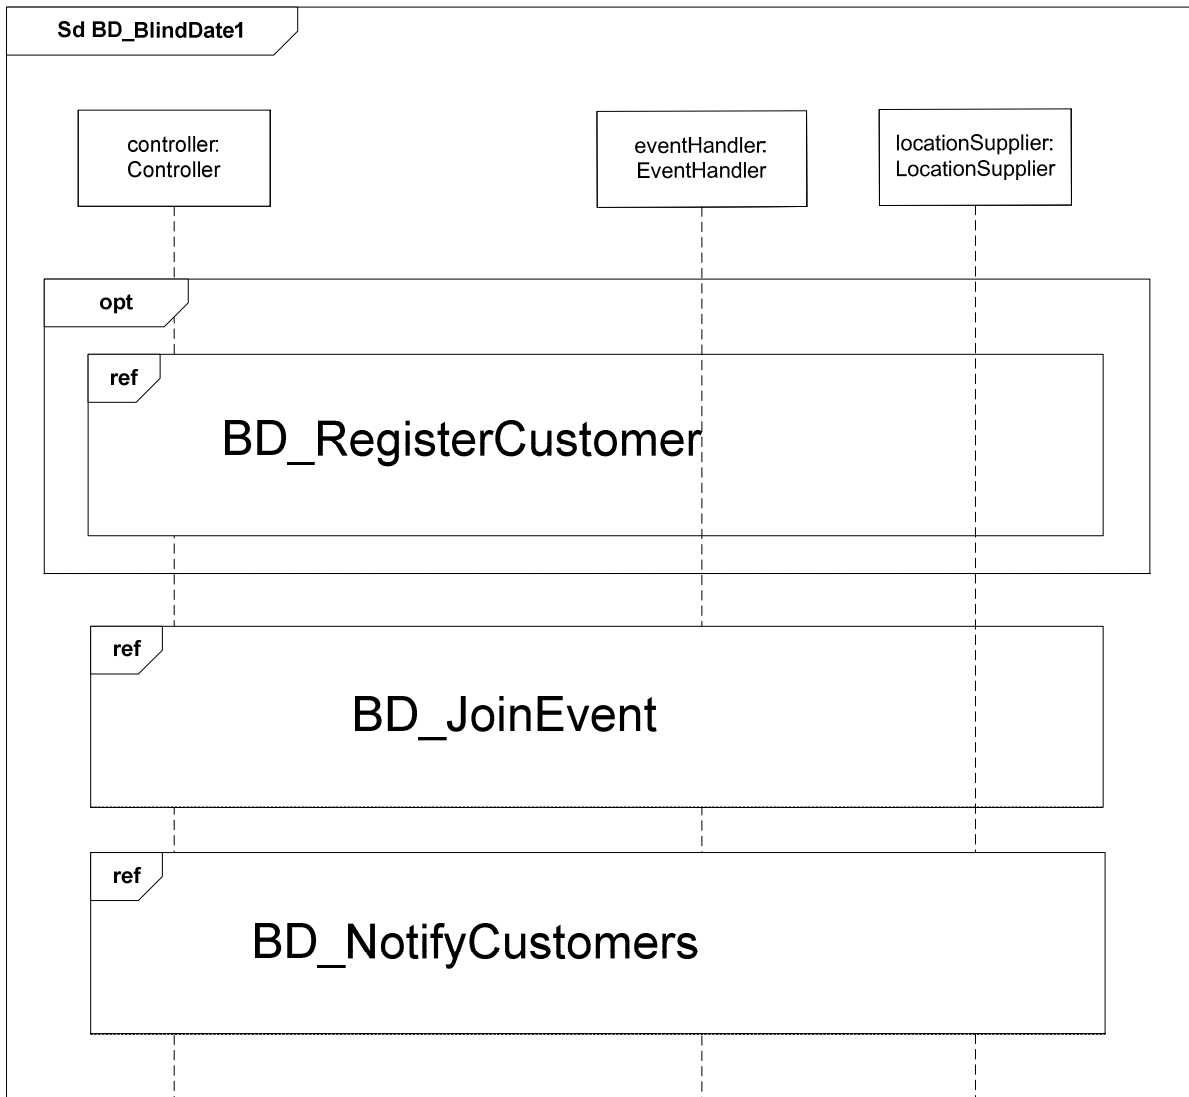 Sd BD_BlindDate1
controller:
Controller
eventHandler:
EventHandler
locationSupplier:
LocationSupplier
opt
ref
BD_RegisterCustomer
ref
BD_JoinEvent
ref
BD_NotifyCustomers